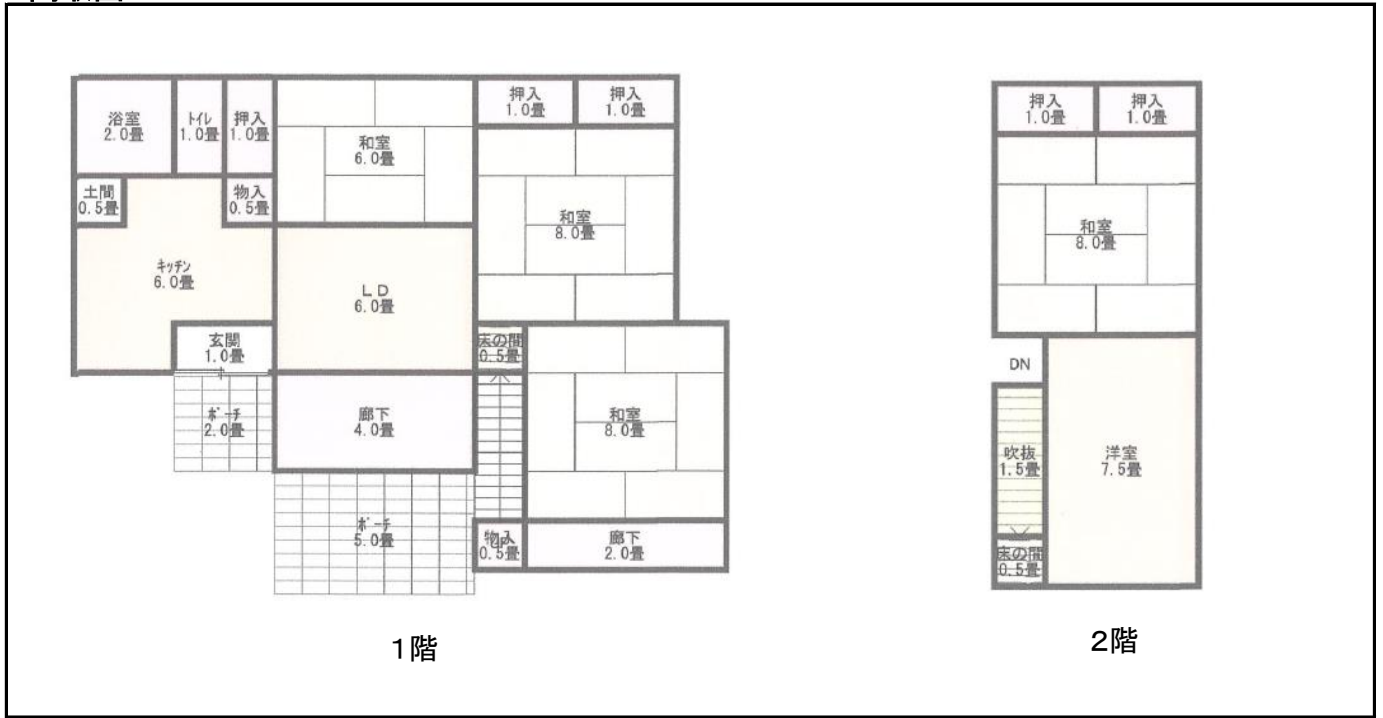 浴室
2.0畳
ﾄｲﾚ
1.0畳
押入
1.0畳
和室
6.0畳
押入
1.0畳
押入
1.0畳
土間
0.5畳
物入
0.5畳
和室
8.0畳
ｷｯﾁﾝ
6.0畳
ＬＤ
6.0畳
玄関
1.0畳
床の間
0.5畳
ﾎﾟｰﾁ
2.0畳
廊下
4.0畳
和室
8.0畳
ﾎﾟｰﾁ
5.0畳
物入
0.5畳
UP
廊下
2.0畳
1階
押入
1.0畳
押入
1.0畳
和室
8.0畳
DN
吹抜
1.5畳
洋室
7.5畳
床の間
0.5畳
2階